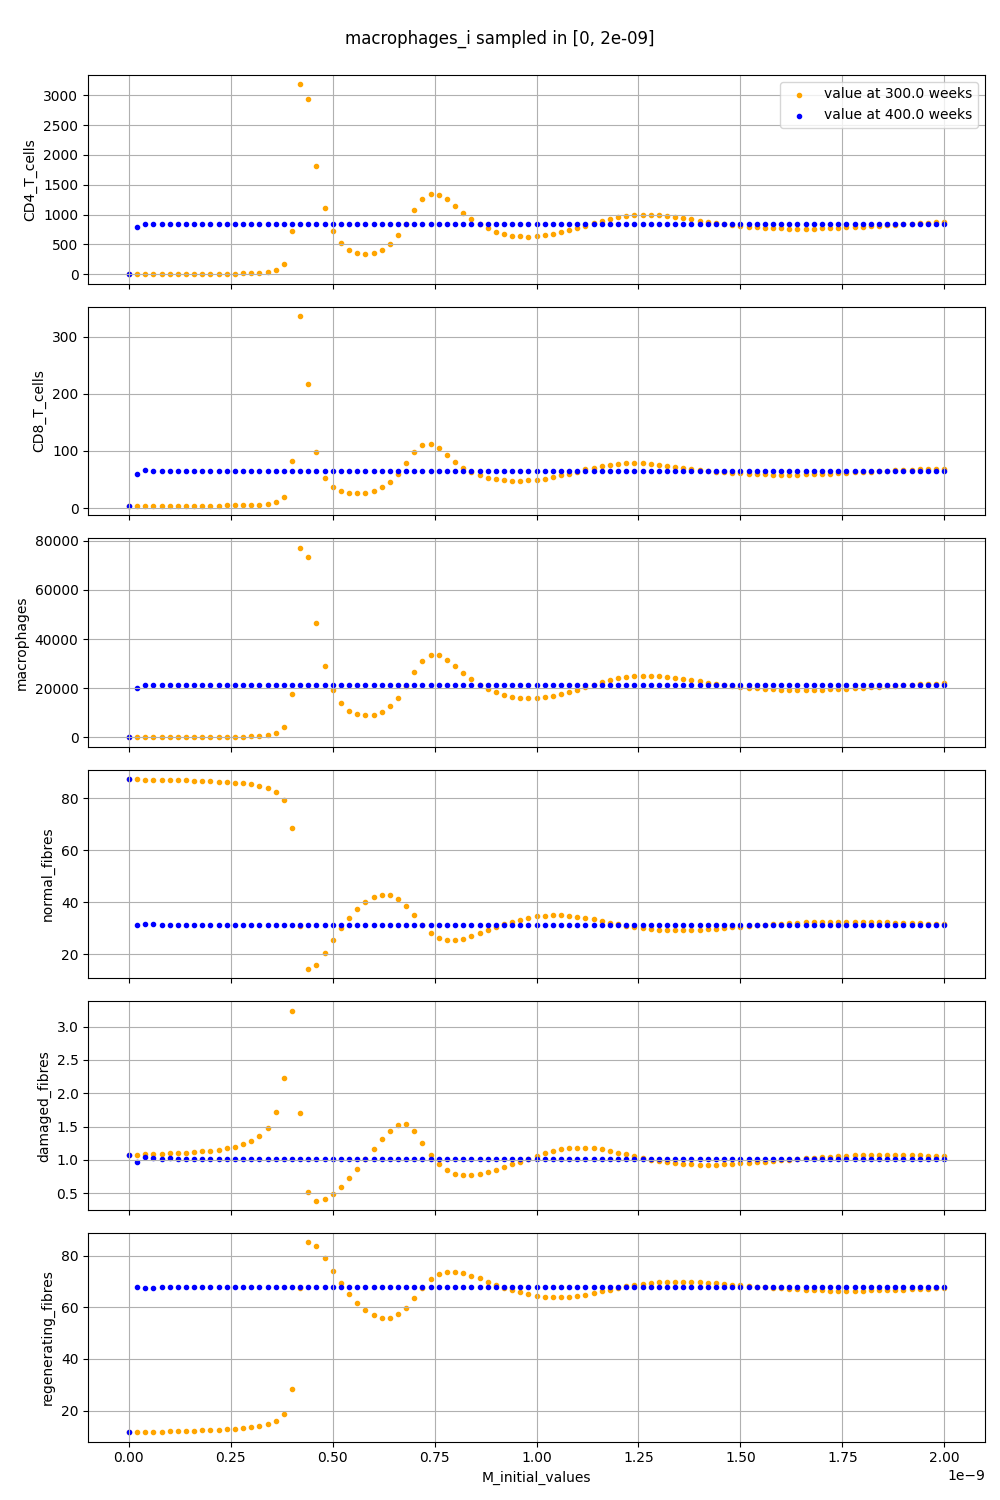 macrophages_i sampled in [0, 2e-09]
value at 300.0 weeks
value at 400.0 weeks
CD4_T_cells
3000
2500
2000
1500
1000
500
0
CD8_T_cells
300
200
100
0
macrophages
80000
60000
40000
20000
0
normal_fibres
80
60
40
20
damaged_fibres
3.0
2.5
2.0
1.5
1.0
0.5
regenerating_fibres
80
60
40
20
0.00 0.25 0.50 0.75 1.00 1.25 1.50 1.75 2.00
1e−9
M_initial_values